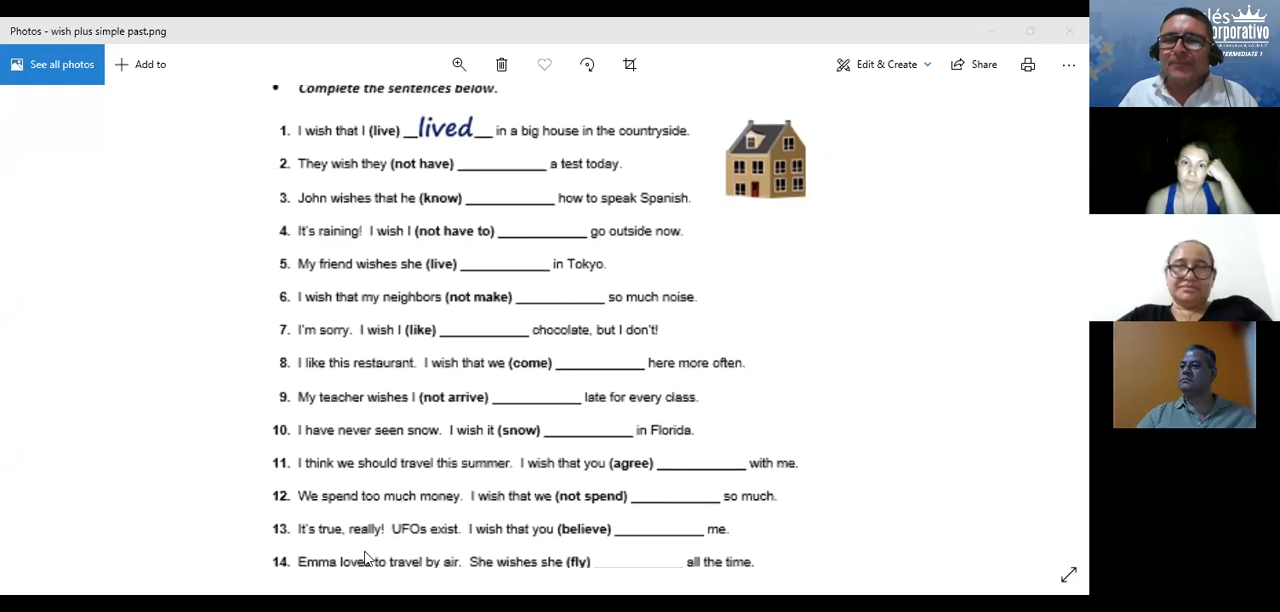 Photos - wish plus simple past.png
See all photos
Add to
Edit & Create
Share
Complete the sentences below.
1. I wish that I (live) __lived__ in a big house in the countryside.
2. They wish they (not have) ____________ a test today.
3. John wishes that he (know) ____________ how to speak Spanish.
4. It's raining! I wish I (not have to) ____________ go outside now.
5. My friend wishes she (live) ____________ in Tokyo.
6. I wish that my neighbors (not make) ____________ so much noise.
7. I'm sorry. I wish I (like) ____________ chocolate, but I don't!
8. I like this restaurant. I wish that we (come) ____________ here more often.
9. My teacher wishes I (not arrive) ____________ late for every class.
10. I have never seen snow. I wish it (snow) ____________ in Florida.
11. I think we should travel this summer. I wish that you (agree) ____________ with me.
12. We spend too much money. I wish that we (not spend) ____________ so much.
13. It's true, really! UFOs exist. I wish that you (believe) ____________ me.
14. Emma loves to travel by air. She wishes she (fly) ____________ all the time.
lés
orporativo
TERMEDIATE 1